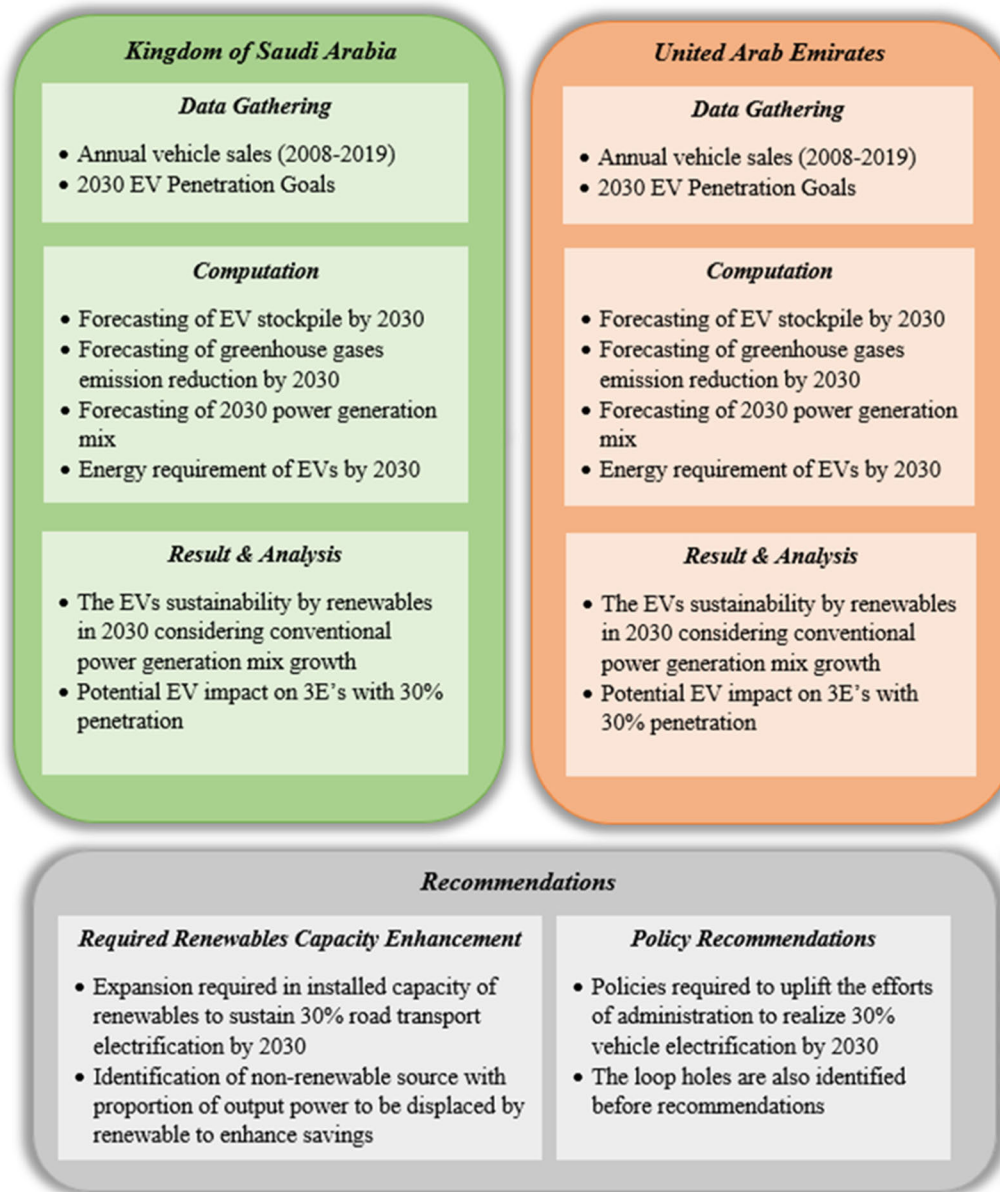 Kingdom of Saudi Arabia
Data Gathering
• Annual vehicle sales (2008-2019)
• 2030 EV Penetration Goals
Computation
• Forecasting of EV stockpile by 2030
• Forecasting of greenhouse gases
emission reduction by 2030
• Forecasting of 2030 power generation
mix
• Energy requirement of EVs by 2030
Result & Analysis
• The EVs sustainability by renewables
in 2030 considering conventional
power generation mix growth
• Potential EV impact on 3E’s with 30%
penetration
United Arab Emirates
Data Gathering
• Annual vehicle sales (2008-2019)
• 2030 EV Penetration Goals
Computation
• Forecasting of EV stockpile by 2030
• Forecasting of greenhouse gases
emission reduction by 2030
• Forecasting of 2030 power generation
mix
• Energy requirement of EVs by 2030
Result & Analysis
• The EVs sustainability by renewables
in 2030 considering conventional
power generation mix growth
• Potential EV impact on 3E’s with
30% penetration
Recommendations
Required Renewables Capacity Enhancement
• Expansion required in installed capacity of
renewables to sustain 30% road transport
electrification by 2030
• Identification of non-renewable source with
proportion of output power to be displaced by
renewable to enhance savings
Policy Recommendations
• Policies required to uplift the efforts
of administration to realize 30%
vehicle electrification by 2030
• The loop holes are also identified
before recommendations